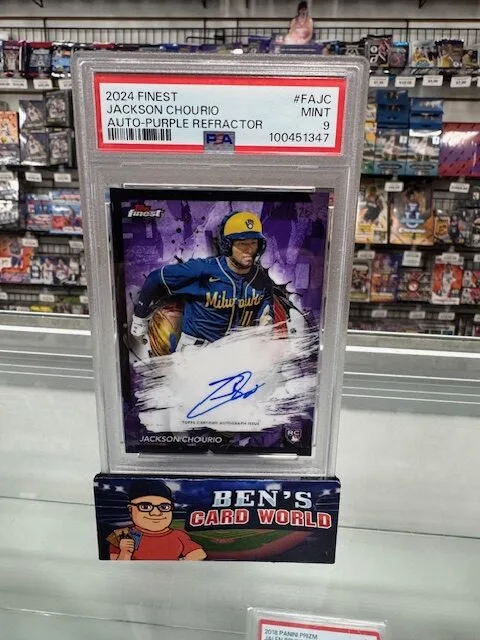 2024 FINEST #FAJC
JACKSON CHOURIO MINT
AUTO-PURPLE REFRACTOR 9
PSA 100451347
finest
Milwaukee
11
TOPPS CERTIFIED AUTOGRAPH ISSUE
JACKSON CHOURIO
RC
BEN'S
CARD WORLD
2018 PANINI PRIZM